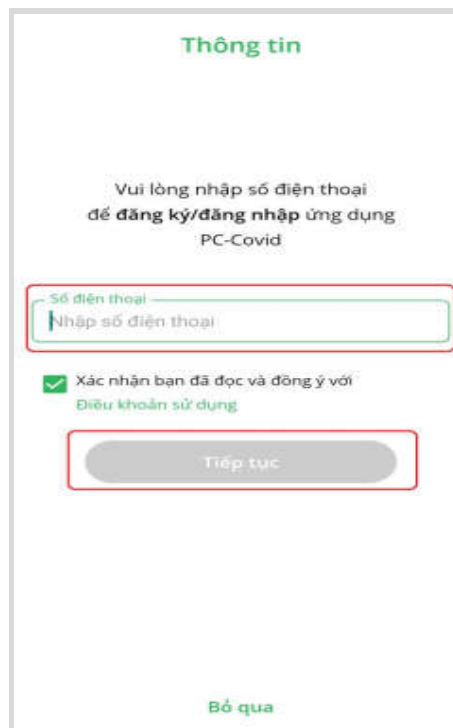 Thông tin
Vui lòng nhập số điện thoại
để đăng ký/đăng nhập ứng dụng
PC-Covid
Số điện thoại
Nhập số điện thoại
Xác nhận bạn đã đọc và đồng ý với
Điều khoản sử dụng
Tiếp tục
Bỏ qua